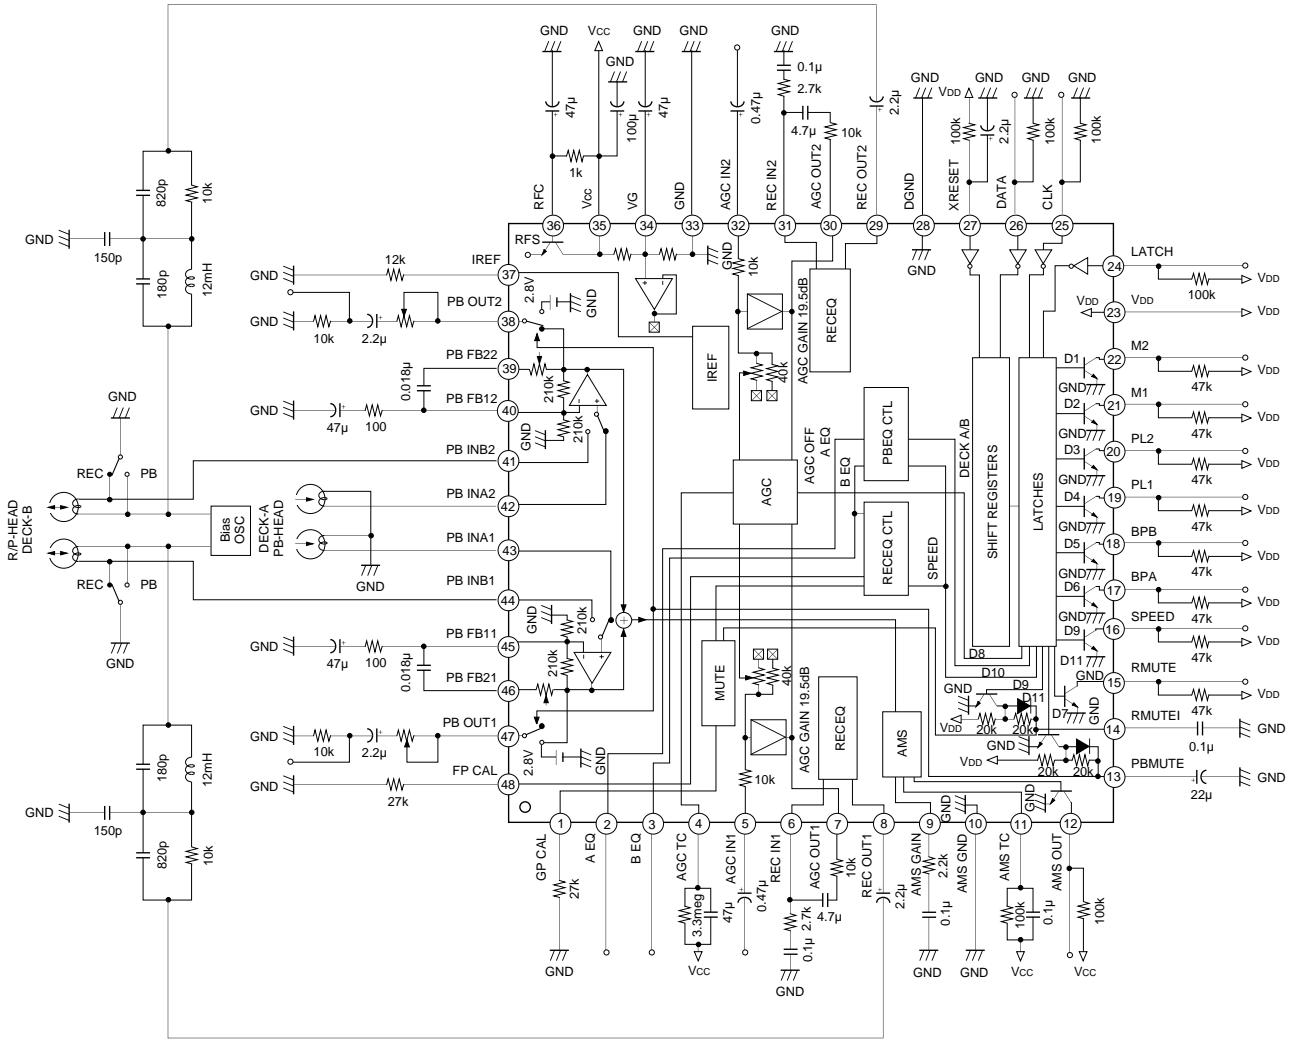 GND
VCC
GND
GND
GND
GND
GND
GND
GND
47µ
100µ
47µ
0.47µ
0.1µ
2.7k
4.7µ
10k
2.2µ
VDD
100k
2.2µ
100k
100k
1k
RFC
VCC
VG
GND
AGC IN2
REC IN2
AGC OUT2
REC OUT2
DGND
XRESET
DATA
CLK
36
35
34
33
32
31
30
29
28
27
26
25
820p
10k
GND
150p
180p
12mH
RFS
GND
10k
GND
IREF
37
12k
GND
2.8V
GND
PB OUT2
38
GND
10k
2.2µ
PB FB22
39
0.018µ
210k
PB FB12
40
GND
47µ
100
210k
GND
PB INB2
41
PB INA2
42
PB INA1
43
PB INB1
44
GND
REC
PB
R/P-HEAD
DECK-B
Bias
OSC
DECK-A
PB-HEAD
GND
REC
PB
GND
IREF
AGC GAIN 19.5dB
RECEQ
40k
AGC
AGC OFF
A EQ
B EQ
PBEQ CTL
RECEQ CTL
SPEED
DECK A/B
SHIFT REGISTERS
LATCHES
24
LATCH
100k
VDD
VDD
23
VDD
VDD
D1
22
M2
GND
47k
VDD
D2
21
M1
GND
47k
VDD
D3
20
PL2
GND
47k
VDD
D4
19
PL1
GND
47k
VDD
D5
18
BPB
GND
47k
VDD
D6
17
BPA
GND
47k
VDD
D9
16
SPEED
47k
VDD
D8
D11
D10
GND
15
RMUTE
47k
VDD
D9
D11
D7
GND
GND
VDD
20k
20k
14
RMUTEI
0.1µ
GND
GND
VDD
20k
20k
13
PBMUTE
22µ
GND
GND
210k
PB FB11
45
GND
47µ
100
0.018µ
210k
PB FB21
46
PB OUT1
47
GND
10k
2.2µ
2.8V
GND
FP CAL
48
GND
27k
MUTE
40k
AGC GAIN 19.5dB
RECEQ
10k
AMS
GND
GND
180p
12mH
GND
150p
820p
10k
1
2
3
4
5
6
7
8
9
10
11
12
GP CAL
A EQ
B EQ
AGC TC
AGC IN1
REC IN1
AGC OUT1
REC OUT1
AMS GAIN
AMS GND
AMS TC
AMS OUT
27k
GND
3.3meg
47µ
VCC
0.47µ
2.7k
0.1µ
GND
4.7µ
10k
2.2µ
2.2k
0.1µ
GND
GND
100k
0.1µ
VCC
100k
VCC